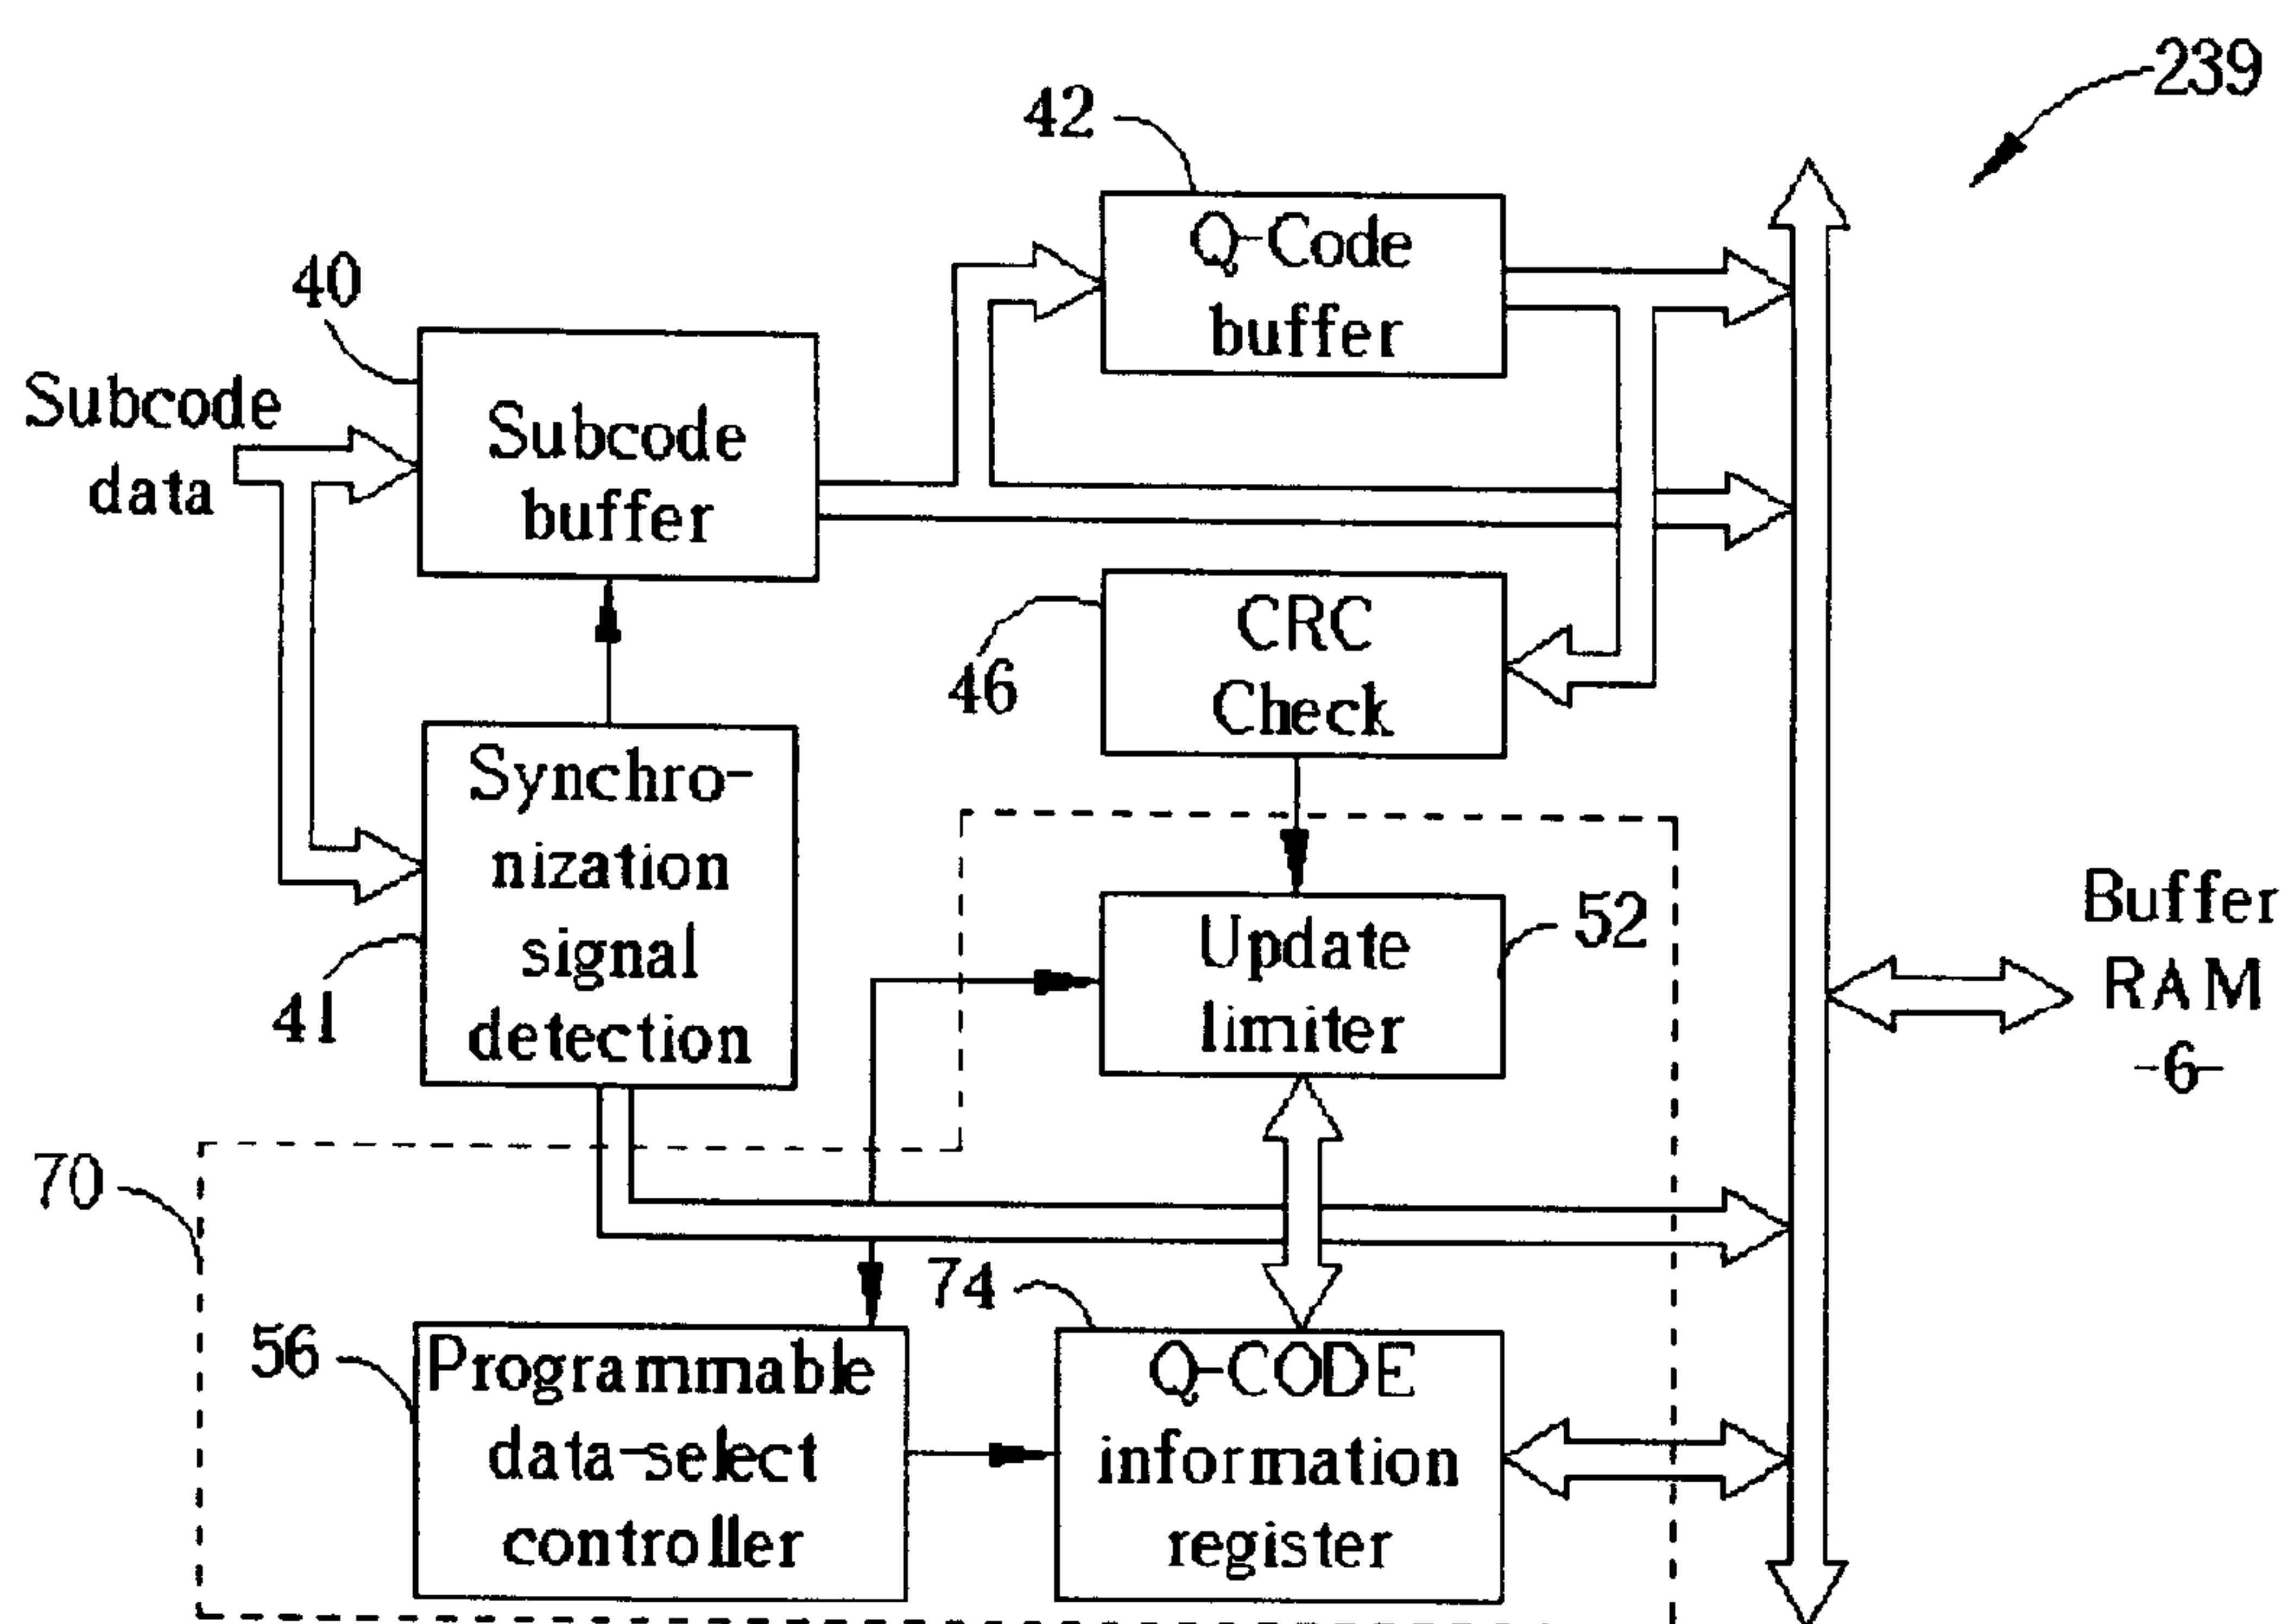 239
42
Q-Code
buffer
40
Subcode
data
Subcode
buffer
CRC
Check
46
Synchro-
nization
signal
detection
41
Update
limiter
52
Buffer
RAM
-6-
70
74
56
Programmable
data-select
controller
Q-CODE
information
register